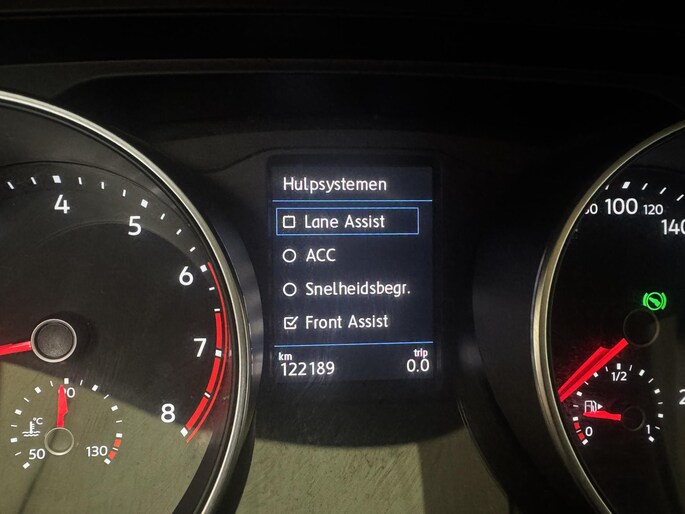 Hulpsystemen
Lane Assist
ACC
Snelheidsbegr.
Front Assist
km
trip
122189
0.0
4
5
6
7
8
°C
50
130
100
120
140
1/2
0
1